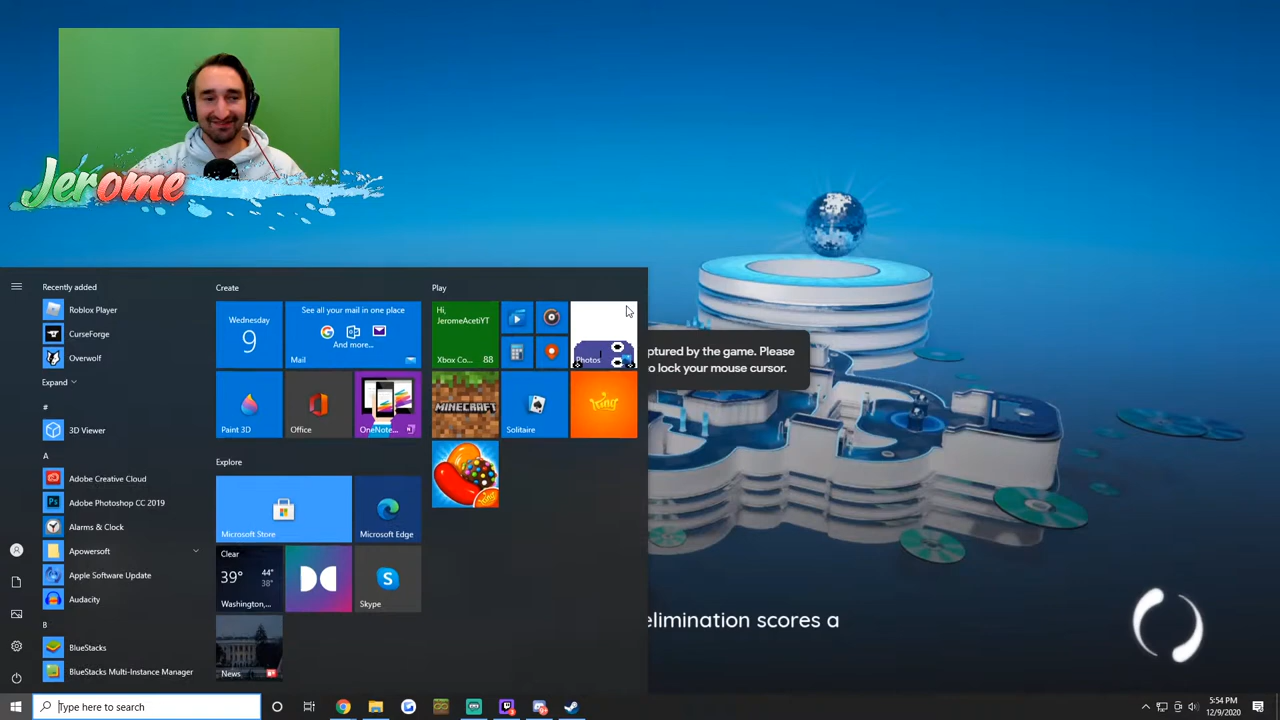 Jerome
Recently added
Roblox Player
CurseForge
Overwolf
Expand
#
3D Viewer
A
Adobe Creative Cloud
Adobe Photoshop CC 2019
Alarms & Clock
Apowersoft
Apple Software Update
Audacity
B
BlueStacks
BlueStacks Multi-Instance Manager
Create
Wednesday
9
See all your mail in one place
And more...
Mail
Paint 3D
Office
OneNote...
Explore
Microsoft Store
Microsoft Edge
Clear
39° 44°
38°
Washington,...
Skype
News
Play
Hi,
JeromeAcetiYT
Xbox Co... 88
Photos
MINECRAFT
Solitaire
King
King
ptured by the game. Please
o lock your mouse cursor.
elimination scores a
Type here to search
5:54 PM
12/9/2020